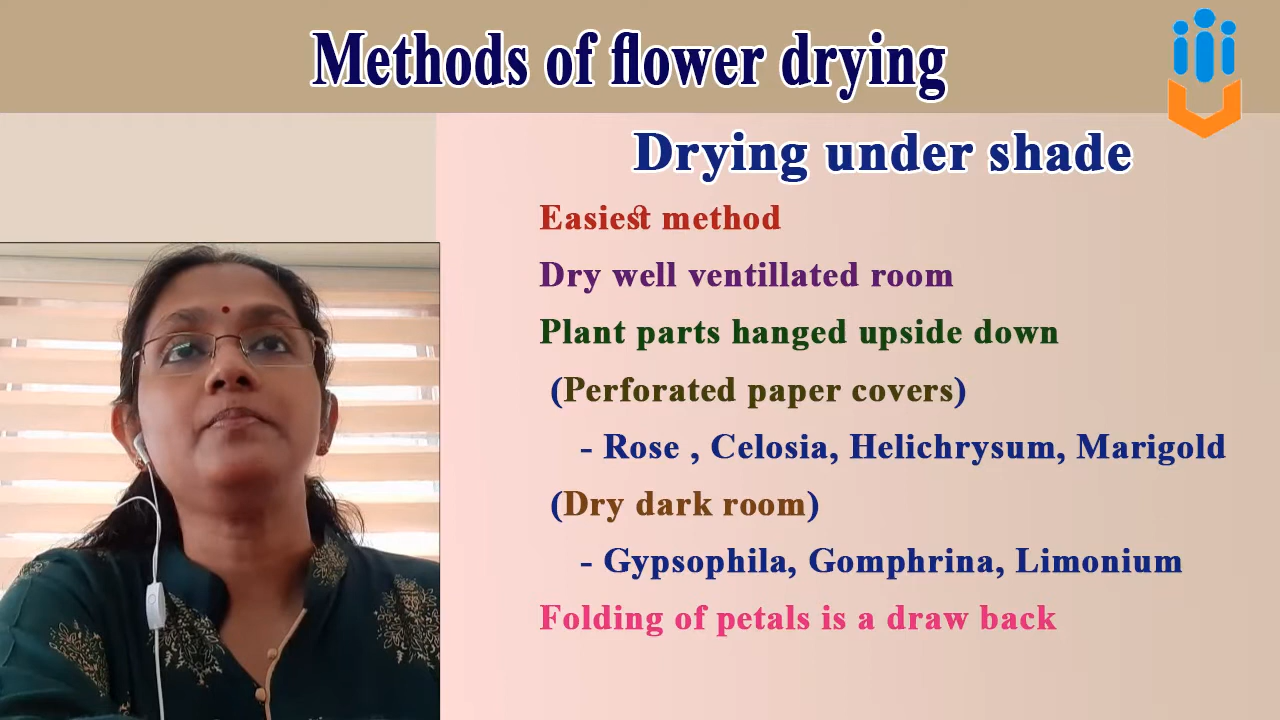 Methods of flower drying
Drying under shade
Easiest method
Dry well ventillated room
Plant parts hanged upside down
(Perforated paper covers)
- Rose , Celosia, Helichrysum, Marigold
(Dry dark room)
- Gypsophila, Gomphrina, Limonium
Folding of petals is a draw back